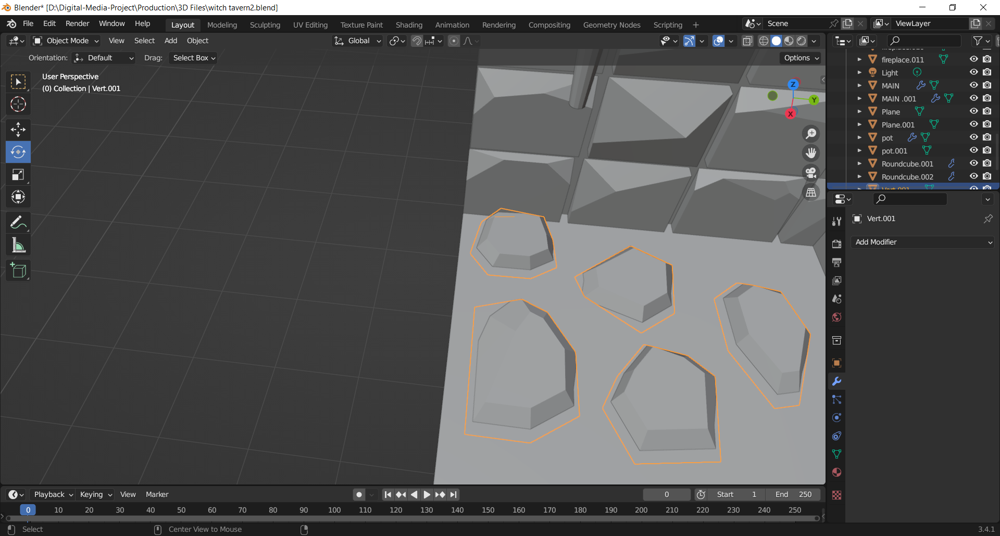 Blender* [D:\Digital-Media-Project\Production\3D Files\witch tavern2.blend]
File Edit Render Window Help Layout Modeling Sculpting UV Editing Texture Paint Shading Animation Rendering Compositing Geometry Nodes Scripting + Scene ViewLayer
Object Mode View Select Add Object Global
Orientation: Default Drag: Select Box Options
User Perspective
(0) Collection | Vert.001
Z
Y
X
fireplace.011
Light
MAIN
MAIN .001
Plane
Plane.001
pot
pot.001
Roundcube.001
Roundcube.002
Vert.001
Vert.001
Add Modifier
Playback Keying View Marker 0 Start 1 End 250
0 10 20 30 40 50 60 70 80 90 100 110 120 130 140 150 160 170 180 190 200 210 220 230 240 250
Select Center View to Mouse 3.4.1